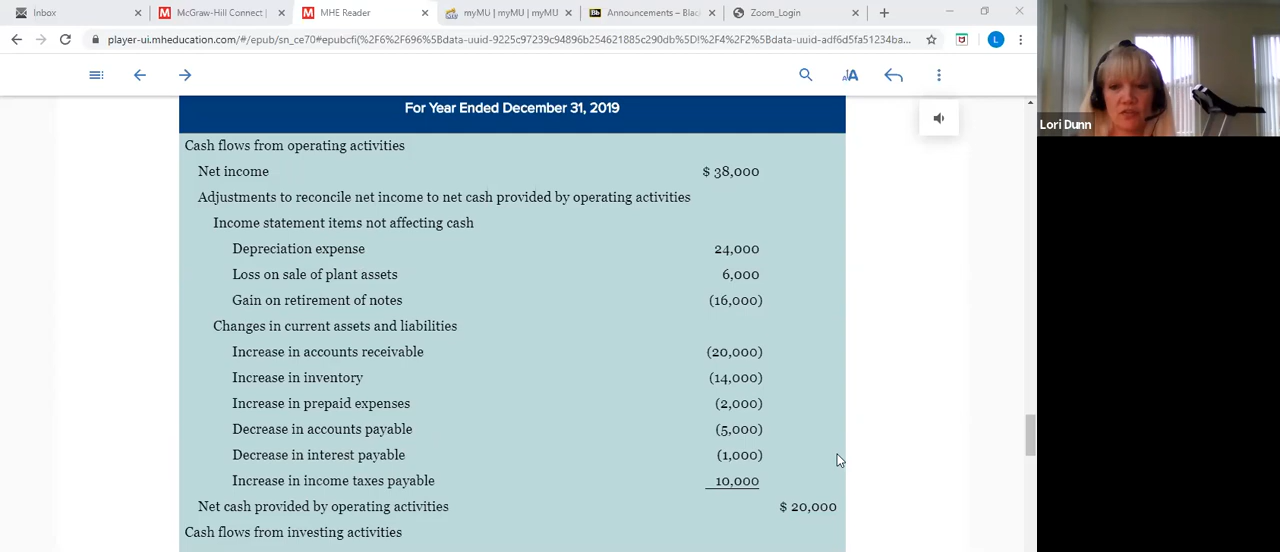 Inbox
McGraw-Hill Connect |
MHE Reader
myMU | myMU | myMU
Announcements – Blac
Zoom_Login
player-ui.mheducation.com/#/epub/sn_ce70#epubcfi(%2F6%2F696%5Bdata-uuid-9225c97239c94896b254621885c290db%5D!%2F4%2F2%5Bdata-uuid-adf6d5fa51234ba...
L
AA
Lori Dunn
For Year Ended December 31, 2019
Cash flows from operating activities
Net income $ 38,000
Adjustments to reconcile net income to net cash provided by operating activities
Income statement items not affecting cash
Depreciation expense 24,000
Loss on sale of plant assets 6,000
Gain on retirement of notes (16,000)
Changes in current assets and liabilities
Increase in accounts receivable (20,000)
Increase in inventory (14,000)
Increase in prepaid expenses (2,000)
Decrease in accounts payable (5,000)
Decrease in interest payable (1,000)
Increase in income taxes payable 10,000
Net cash provided by operating activities $ 20,000
Cash flows from investing activities